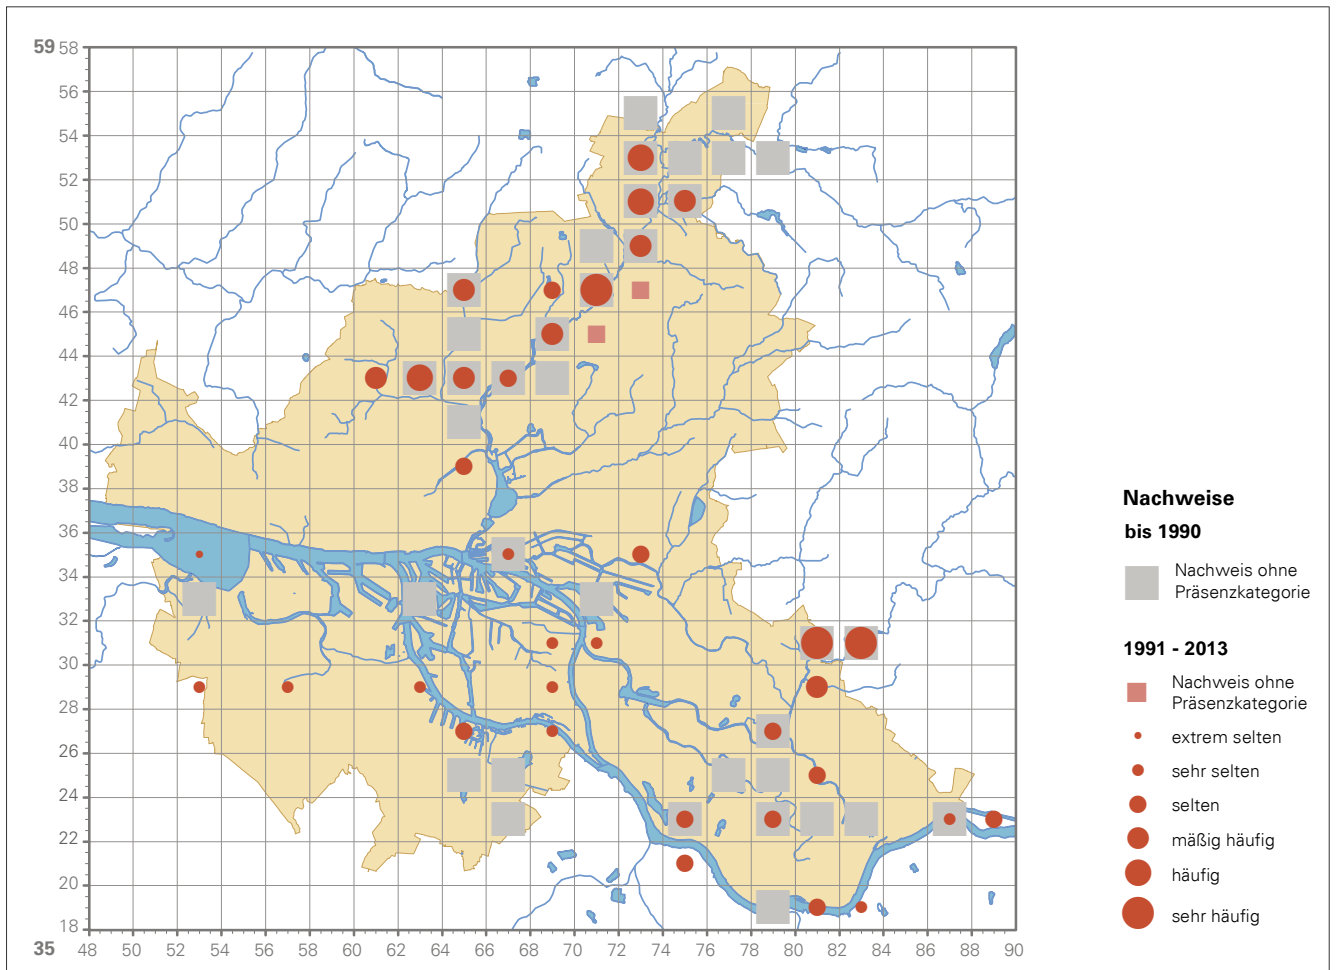 59 58
56
54
52
50
48
46
44
42
40
38
36
34
32
30
28
26
24
22
20
18
35
48 50 52 54 56 58 60 62 64 66 68 70 72 74 76 78 80 82 84 86 88 90
Nachweise
bis 1990
Nachweis ohne
Präsenzkategorie
1991 - 2013
Nachweis ohne
Präsenzkategorie
extrem selten
sehr selten
selten
mäßig häufig
häufig
sehr häufig